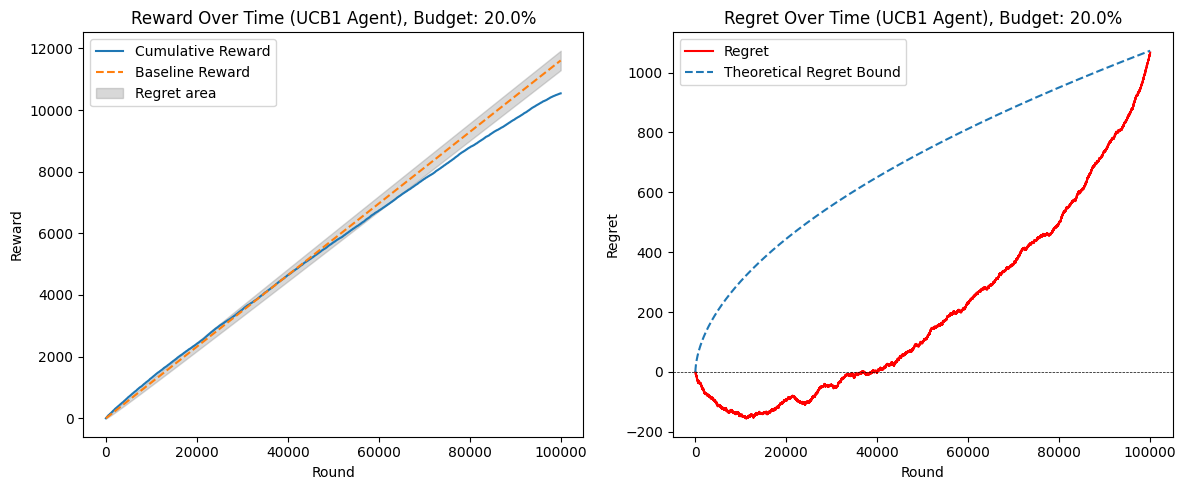 Reward Over Time (UCB1 Agent), Budget: 20.0%
Cumulative Reward
Baseline Reward
Regret area
Reward
12000
10000
8000
6000
4000
2000
0
0 20000 40000 60000 80000 100000
Round
Regret Over Time (UCB1 Agent), Budget: 20.0%
Regret
Theoretical Regret Bound
Regret
1000
800
600
400
200
0
−200
0 20000 40000 60000 80000 100000
Round